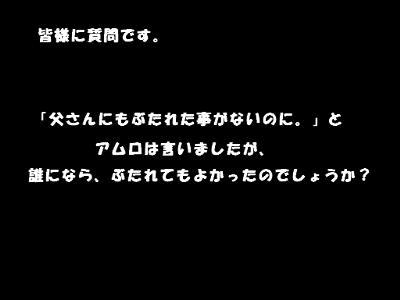 皆様に質問です。
「父さんにもぶたれた事がないのに。」と
アムロは言いましたが、
誰になら、ぶたれてもよかったのでしょうか？